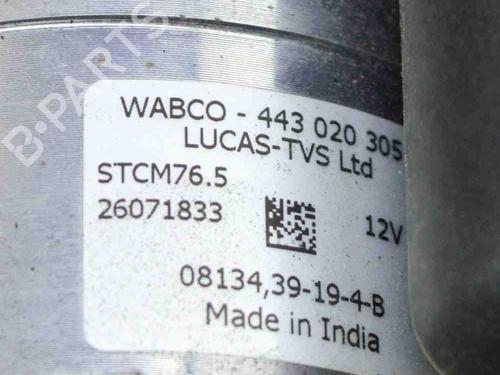 WABCO - 443 020 305
LUCAS-TVS Ltd
STCM76.5
26071833
12V
08134,39-19-4-B
Made in India
B-PARTS